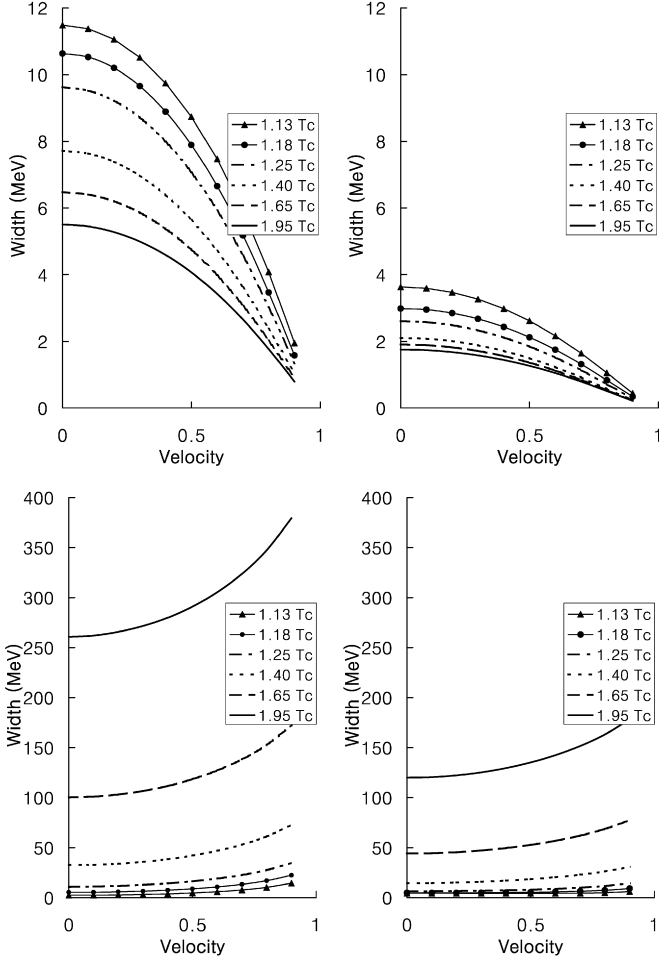 12
10
8
6
4
2
0
Width (MeV)
1.13 Tc
1.18 Tc
1.25 Tc
1.40 Tc
1.65 Tc
1.95 Tc
0
0.5
1
Velocity
12
10
8
6
4
2
0
Width (MeV)
1.13 Tc
1.18 Tc
1.25 Tc
1.40 Tc
1.65 Tc
1.95 Tc
0
0.5
1
Velocity
400
350
300
250
200
150
100
50
0
Width (MeV)
1.13 Tc
1.18 Tc
1.25 Tc
1.40 Tc
1.65 Tc
1.95 Tc
0
0.5
1
Velocity
400
350
300
250
200
150
100
50
0
Width (MeV)
1.13 Tc
1.18 Tc
1.25 Tc
1.40 Tc
1.65 Tc
1.95 Tc
0
0.5
1
Velocity